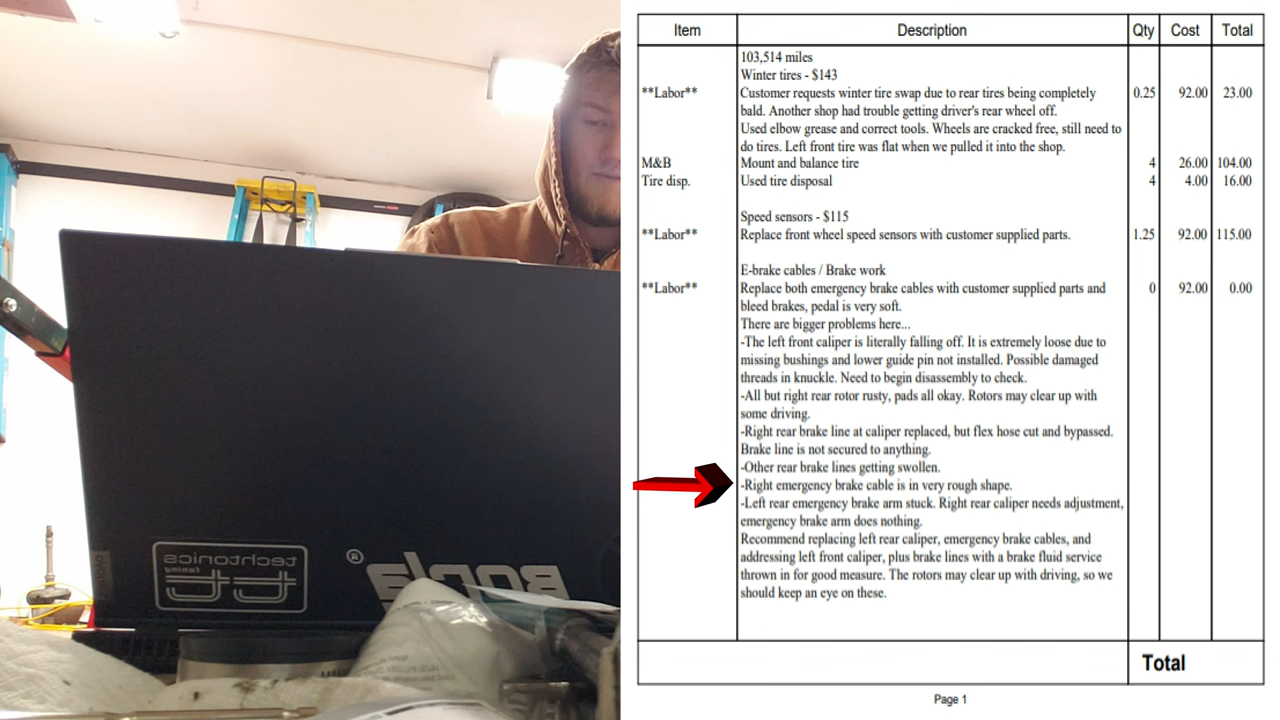 techtonics
tuning
tt
®
Borla
Item Description Qty Cost Total
103,514 miles
Winter tires - $143
**Labor** Customer requests winter tire swap due to rear tires being completely 0.25 92.00 23.00
bald. Another shop had trouble getting driver's rear wheel off.
Used elbow grease and correct tools. Wheels are cracked free, still need to
do tires. Left front tire was flat when we pulled it into the shop.
M&B Mount and balance tire 4 26.00 104.00
Tire disp. Used tire disposal 4 4.00 16.00
Speed sensors - $115
**Labor** Replace front wheel speed sensors with customer supplied parts. 1.25 92.00 115.00
E-brake cables / Brake work
**Labor** Replace both emergency brake cables with customer supplied parts and 0 92.00 0.00
bleed brakes, pedal is very soft.
There are bigger problems here...
-The left front caliper is literally falling off. It is extremely loose due to
missing bushings and lower guide pin not installed. Possible damaged
threads in knuckle. Need to begin disassembly to check.
-All but right rear rotor rusty, pads all okay. Rotors may clear up with
some driving.
-Right rear brake line at caliper replaced, but flex hose cut and bypassed.
Brake line is not secured to anything.
-Other rear brake lines getting swollen.
-Right emergency brake cable is in very rough shape.
-Left rear emergency brake arm stuck. Right rear caliper needs adjustment,
emergency brake arm does nothing.
Recommend replacing left rear caliper, emergency brake cables, and
addressing left front caliper, plus brake lines with a brake fluid service
thrown in for good measure. The rotors may clear up with driving, so we
should keep an eye on these.
Total
Page 1